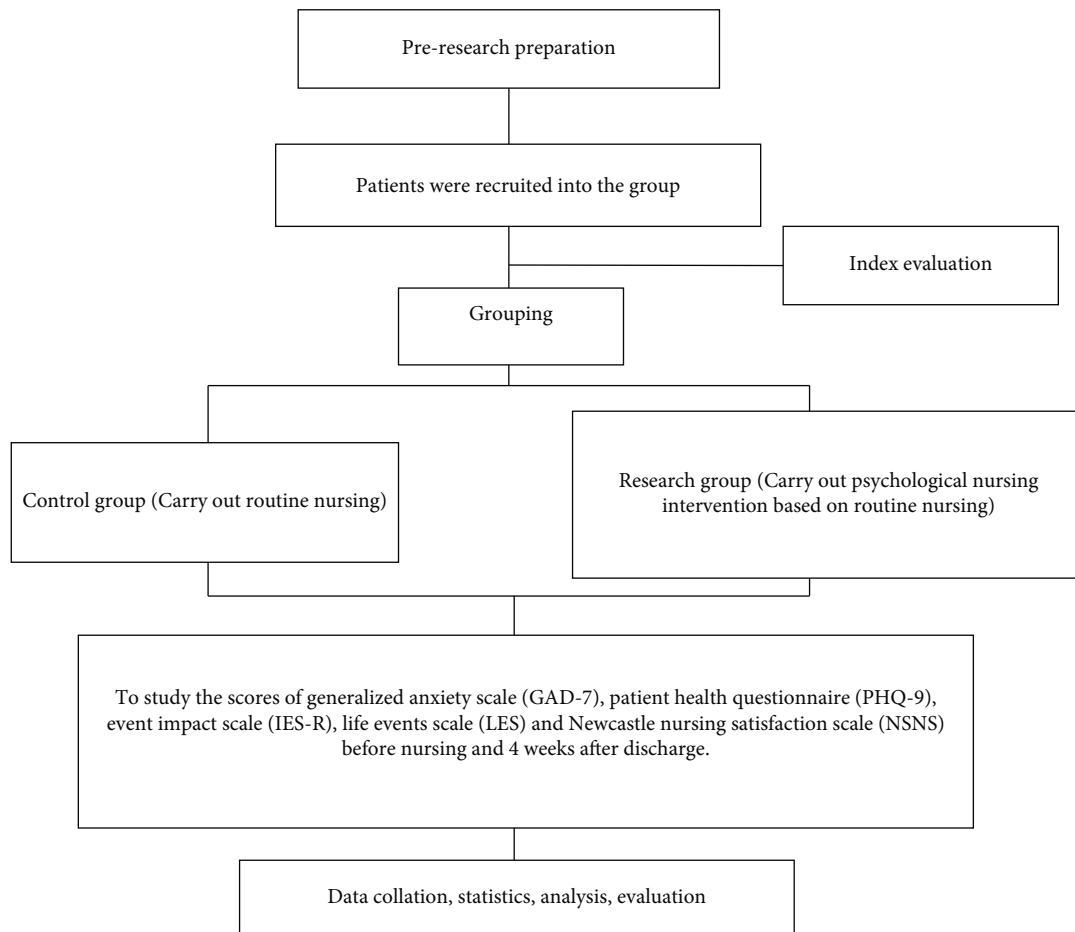 Pre-research preparation
Patients were recruited into the group
Index evaluation
Grouping
Control group (Carry out routine nursing)
Research group (Carry out psychological nursing
intervention based on routine nursing)
To study the scores of generalized anxiety scale (GAD-7), patient health questionnaire (PHQ-9),
event impact scale (IES-R), life events scale (LES) and Newcastle nursing satisfaction scale (NSNS)
before nursing and 4 weeks after discharge.
Data collation, statistics, analysis, evaluation